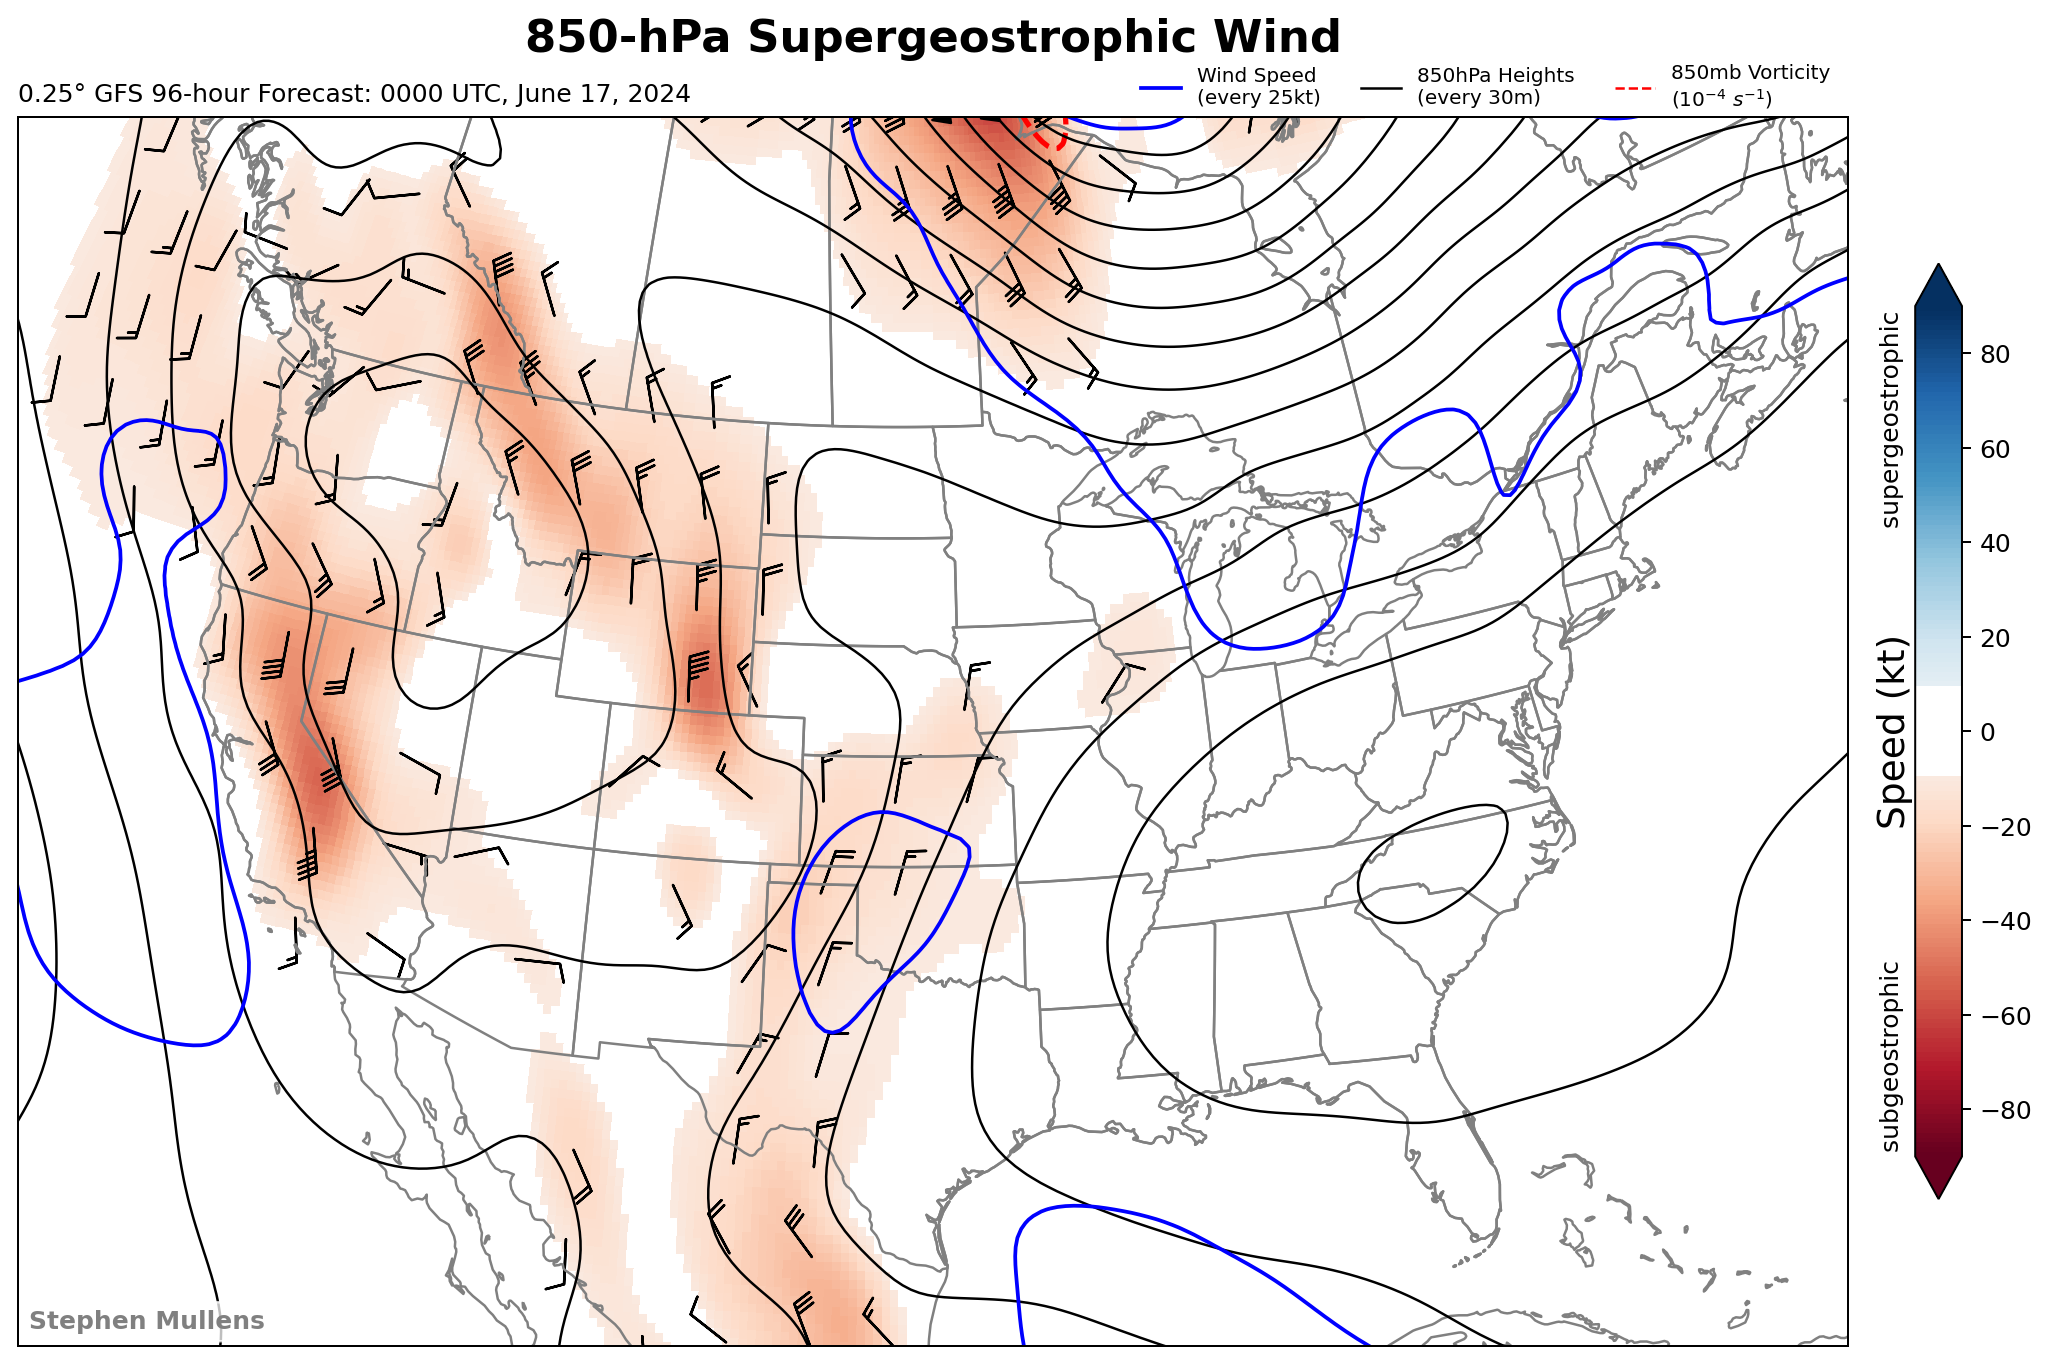 850-hPa Supergeostrophic Wind
0.25° GFS 96-hour Forecast: 0000 UTC, June 17, 2024
Wind Speed
(every 25kt)
850hPa Heights
(every 30m)
850mb Vorticity
(10⁻⁴ s⁻¹)
supergeostrophic
Speed (kt)
subgeostrophic
80
60
40
20
0
−20
−40
−60
−80
Stephen Mullens